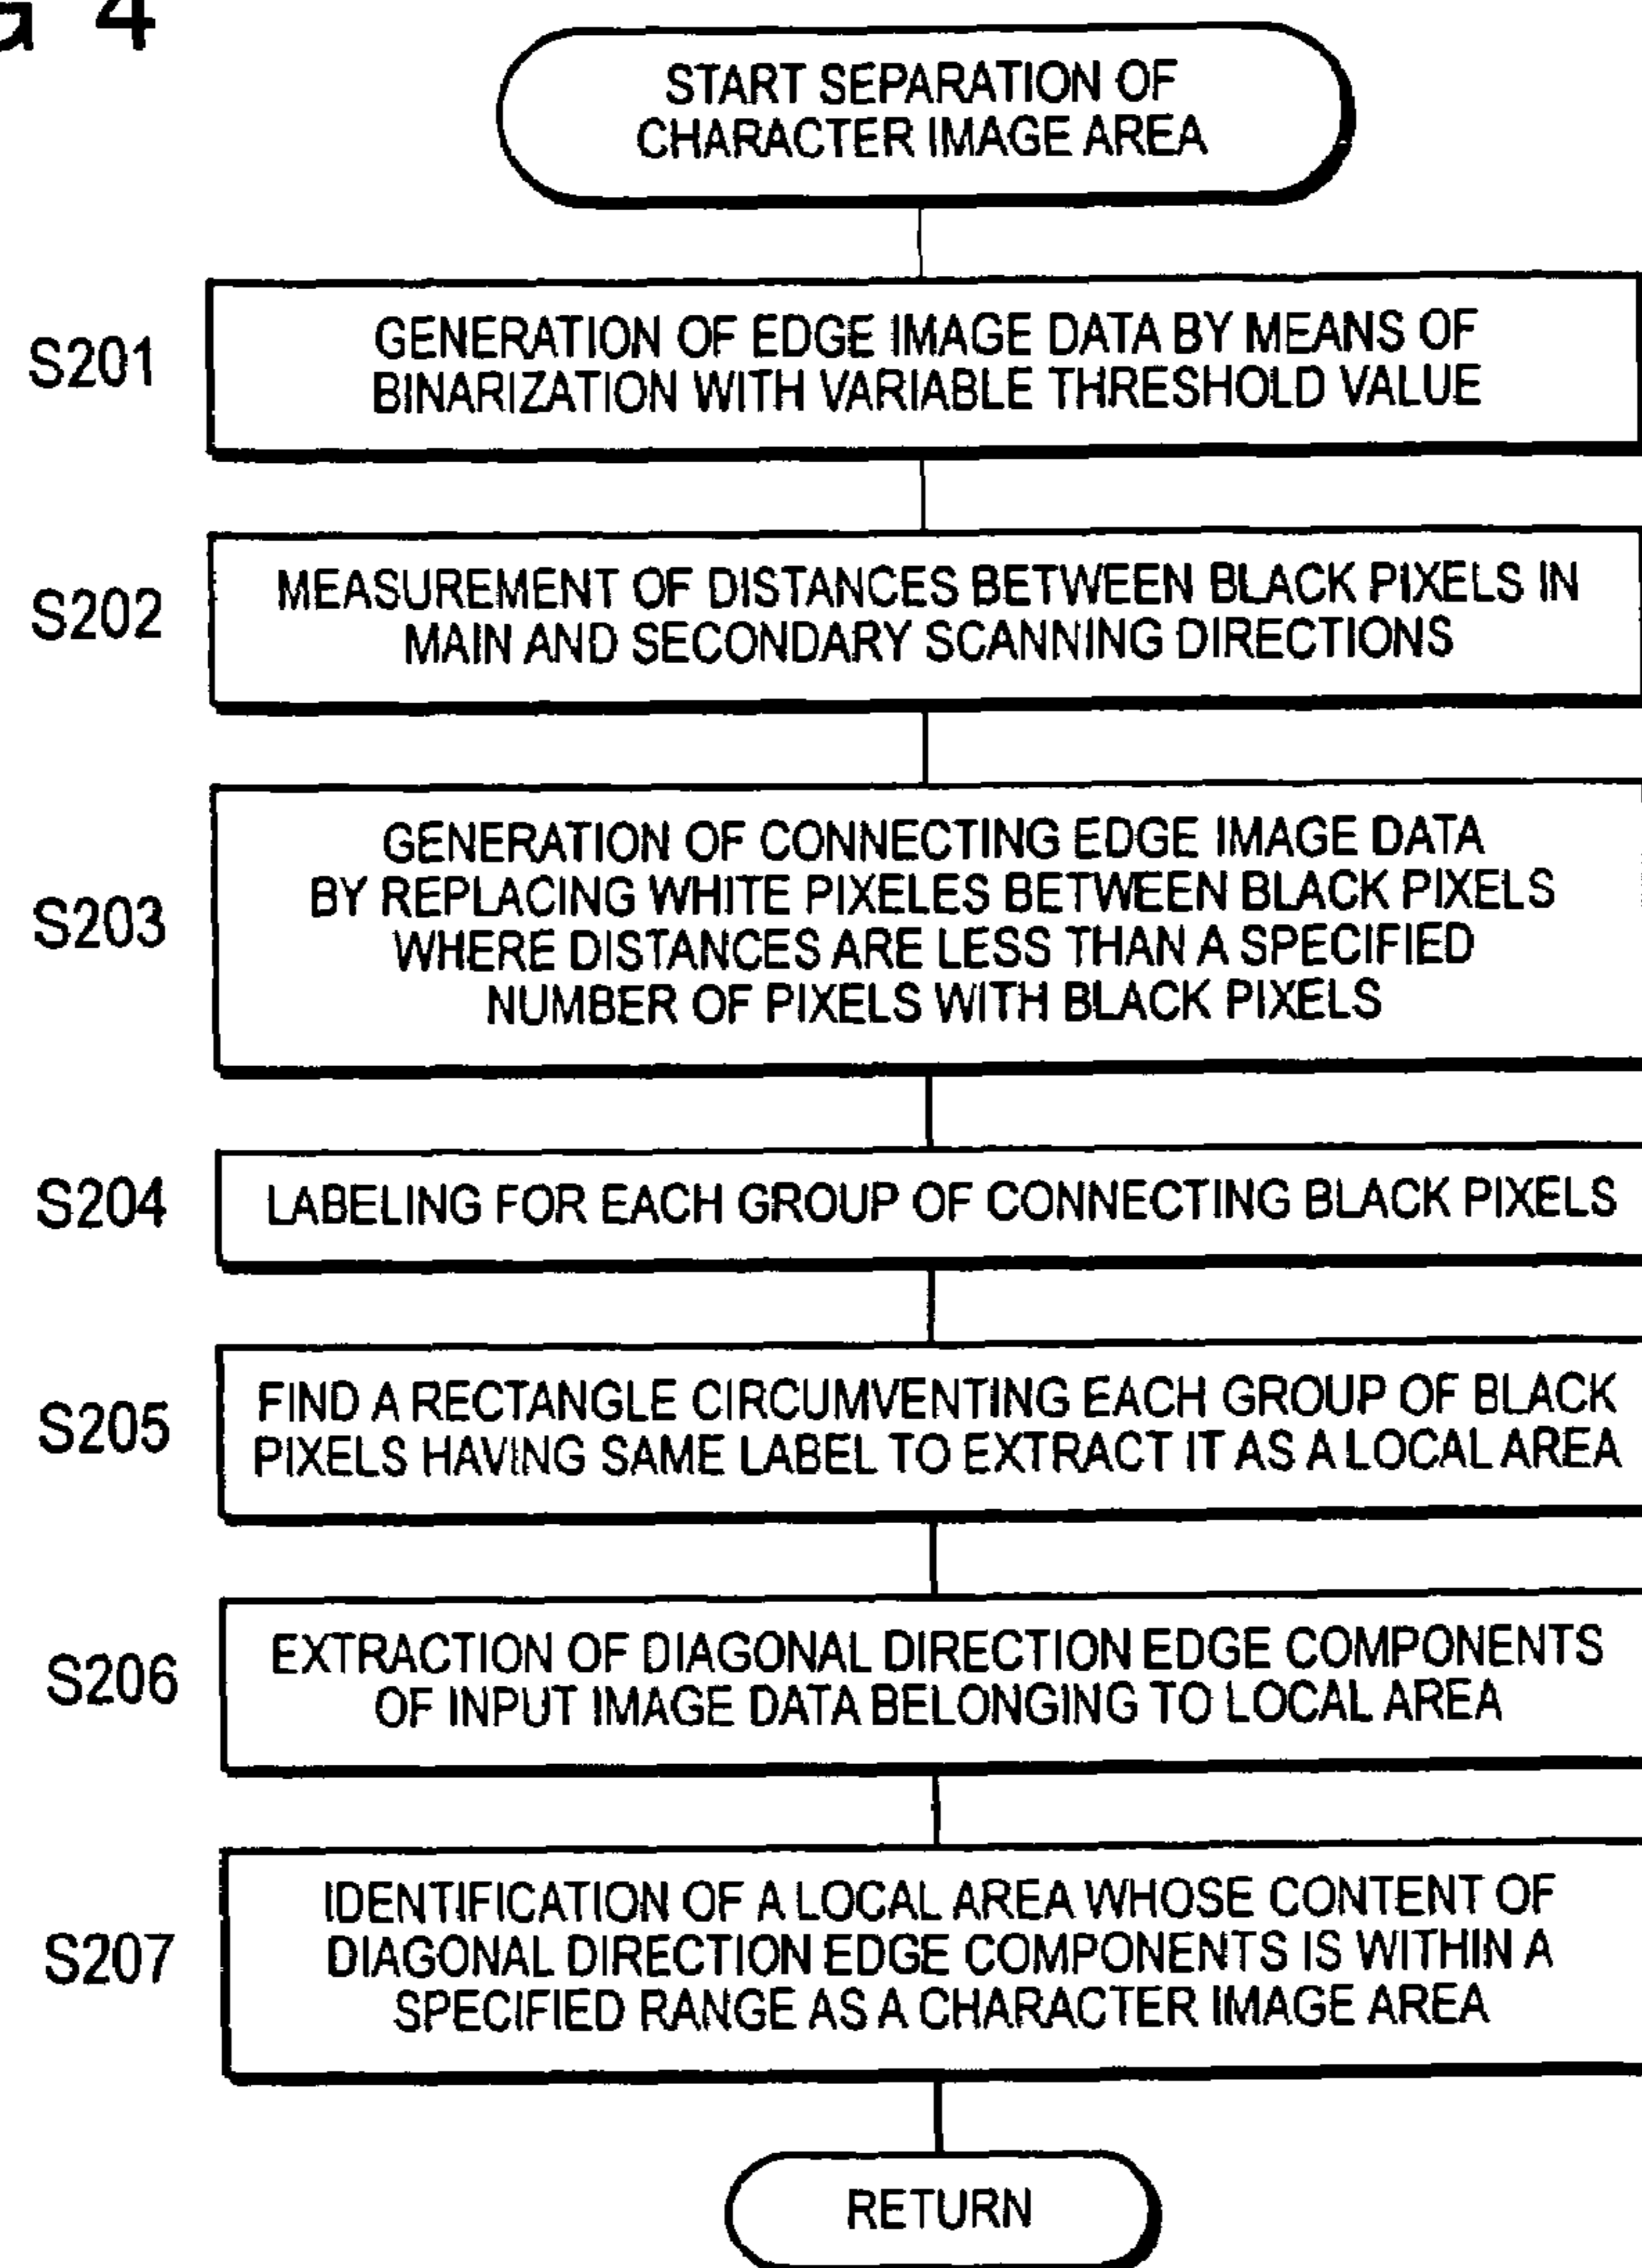 4
START SEPARATION OF
CHARACTER IMAGE AREA
S201
GENERATION OF EDGE IMAGE DATA BY MEANS OF
BINARIZATION WITH VARIABLE THRESHOLD VALUE
S202
MEASUREMENT OF DISTANCES BETWEEN BLACK PIXELS IN
MAIN AND SECONDARY SCANNING DIRECTIONS
S203
GENERATION OF CONNECTING EDGE IMAGE DATA
BY REPLACING WHITE PIXELES BETWEEN BLACK PIXELS
WHERE DISTANCES ARE LESS THAN A SPECIFIED
NUMBER OF PIXELS WITH BLACK PIXELS
S204
LABELING FOR EACH GROUP OF CONNECTING BLACK PIXELS
S205
FIND A RECTANGLE CIRCUMVENTING EACH GROUP OF BLACK
PIXELS HAVING SAME LABEL TO EXTRACT IT AS A LOCAL AREA
S206
EXTRACTION OF DIAGONAL DIRECTION EDGE COMPONENTS
OF INPUT IMAGE DATA BELONGING TO LOCAL AREA
S207
IDENTIFICATION OF A LOCAL AREA WHOSE CONTENT OF
DIAGONAL DIRECTION EDGE COMPONENTS IS WITHIN A
SPECIFIED RANGE AS A CHARACTER IMAGE AREA
RETURN